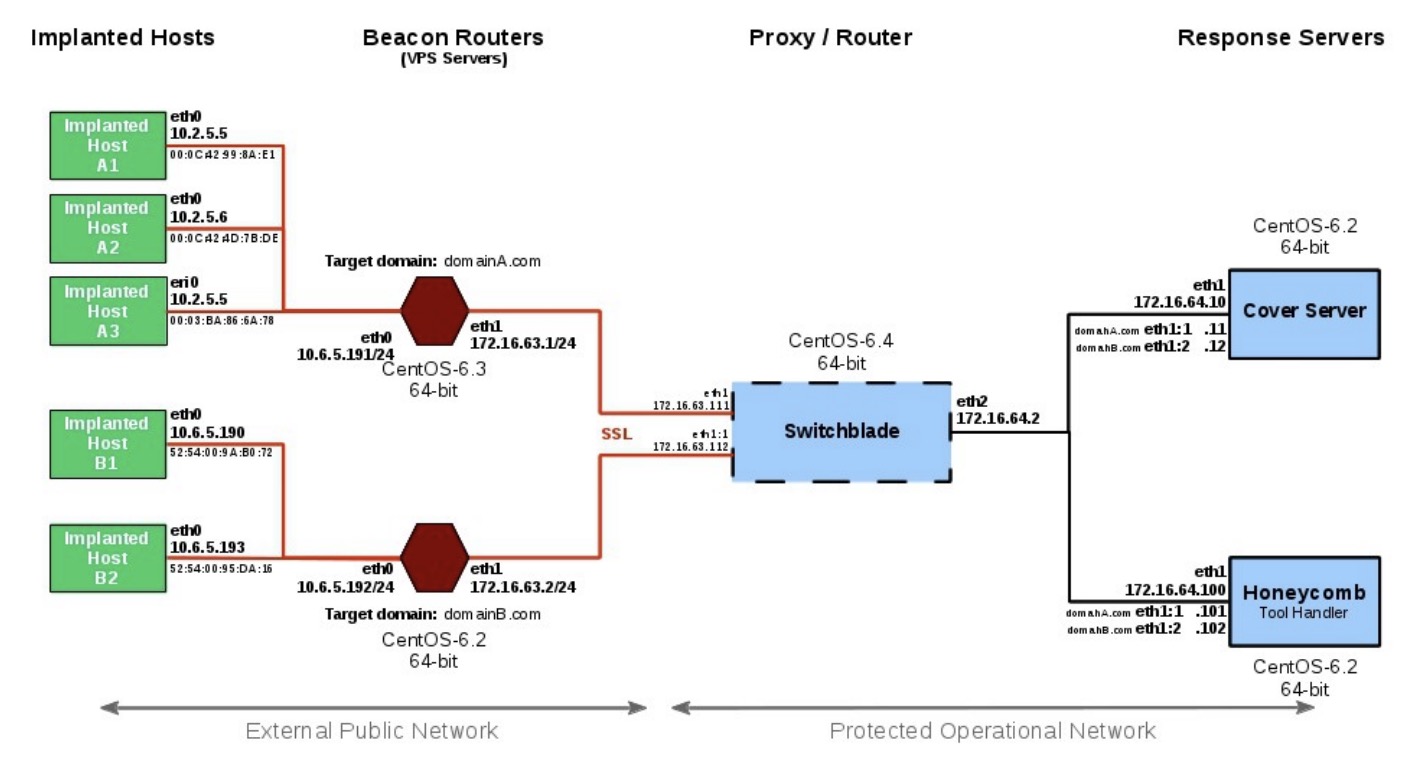 Implanted Hosts
Beacon Routers
(VPS Servers)
Proxy / Router
Response Servers
Implanted
Host
A1
eth0
10.2.5.5
00:0C:42:99:8A:E1
Implanted
Host
A2
eth0
10.2.5.6
00:0C:42:4D:7B:DE
Implanted
Host
A3
eri0
10.2.5.5
00:03:BA:86:6A:78
Implanted
Host
B1
eth0
10.6.5.190
52:54:00:9A:B0:72
Implanted
Host
B2
eth0
10.6.5.193
52:54:00:95:DA:16
Target domain: domainA.com
eth0
10.6.5.191/24
eth1
172.16.63.1/24
CentOS-6.3
64-bit
eth0
10.6.5.192/24
eth1
172.16.63.2/24
Target domain: domainB.com
CentOS-6.2
64-bit
SSL
eth1
172.16.63.111
eth1:1
172.16.63.112
CentOS-6.4
64-bit
Switchblade
eth2
172.16.64.2
CentOS-6.2
64-bit
eth1
172.16.64.10
domainA.com eth1:1 .11
domainB.com eth1:2 .12
Cover Server
eth1
172.16.64.100
domainA.com eth1:1 .101
domainB.com eth1:2 .102
Honeycomb
Tool Handler
CentOS-6.2
64-bit
External Public Network
Protected Operational Network